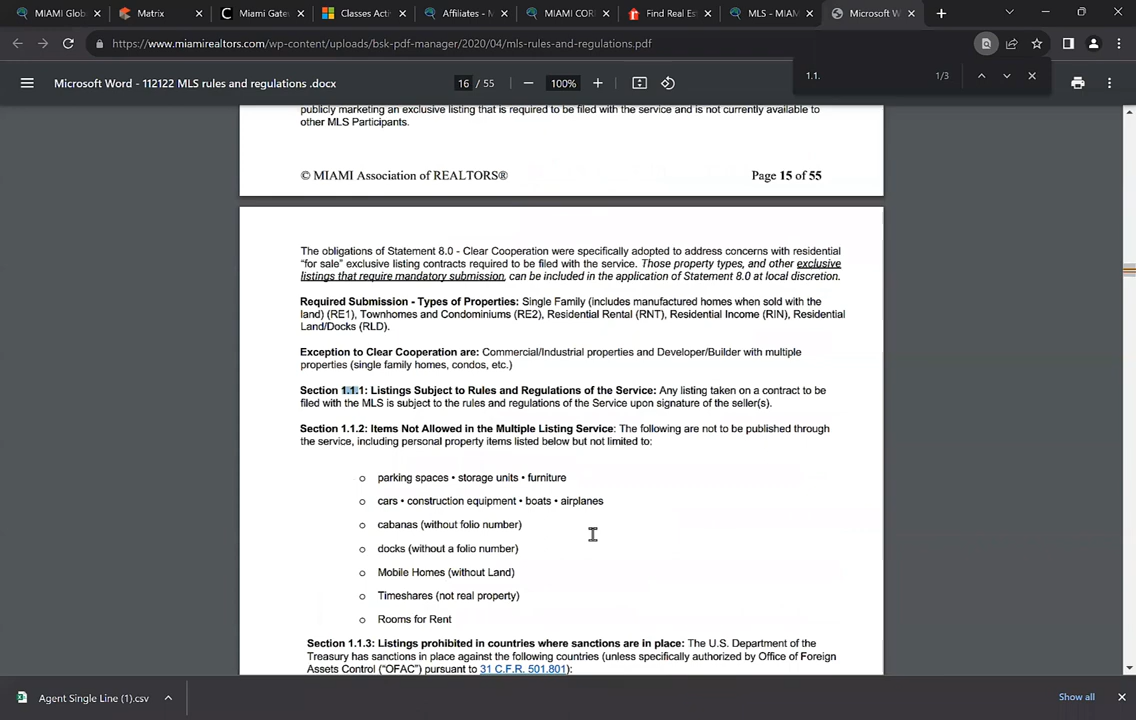 MIAMI Glob
Matrix
Miami Gate
Classes Acti
Affiliates - M
MIAMI COR
Find Real Es
MLS - MIAM
Microsoft W
https://www.miamirealtors.com/wp-content/uploads/bsk-pdf-manager/2020/04/mls-rules-and-regulations.pdf
Microsoft Word - 112122 MLS rules and regulations .docx
16 / 55
100%
1.1.
1/3
publicly marketing an exclusive listing that is required to be filed with the service and is not currently available to
other MLS Participants.
© MIAMI Association of REALTORS® Page 15 of 55
The obligations of Statement 8.0 - Clear Cooperation were specifically adopted to address concerns with residential
“for sale” exclusive listing contracts required to be filed with the service. Those property types, and other exclusive
listings that require mandatory submission, can be included in the application of Statement 8.0 at local discretion.
Required Submission - Types of Properties: Single Family (includes manufactured homes when sold with the
land) (RE1), Townhomes and Condominiums (RE2), Residential Rental (RNT), Residential Income (RIN), Residential
Land/Docks (RLD).
Exception to Clear Cooperation are: Commercial/Industrial properties and Developer/Builder with multiple
properties (single family homes, condos, etc.)
Section 1.1.1: Listings Subject to Rules and Regulations of the Service: Any listing taken on a contract to be
filed with the MLS is subject to the rules and regulations of the Service upon signature of the seller(s).
Section 1.1.2: Items Not Allowed in the Multiple Listing Service: The following are not to be published through
the service, including personal property items listed below but not limited to:
o parking spaces • storage units • furniture
o cars • construction equipment • boats • airplanes
o cabanas (without folio number)
o docks (without a folio number)
o Mobile Homes (without Land)
o Timeshares (not real property)
o Rooms for Rent
Section 1.1.3: Listings prohibited in countries where sanctions are in place: The U.S. Department of the
Treasury has sanctions in place against the following countries (unless specifically authorized by Office of Foreign
Assets Control (“OFAC”) pursuant to 31 C.F.R. 501.801):
Agent Single Line (1).csv
Show all